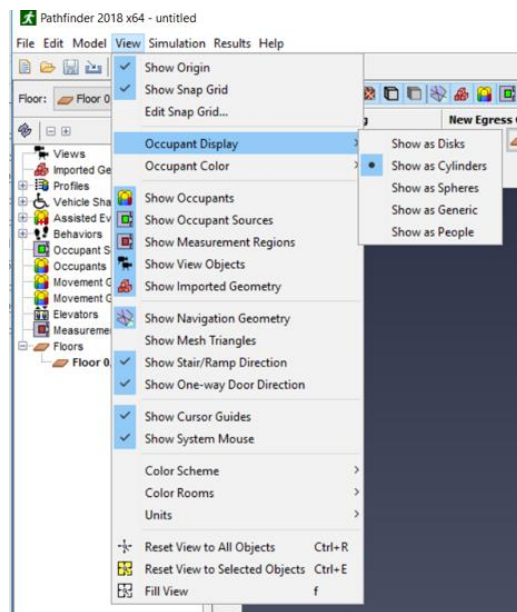 Pathfinder 2018 x64 - untitled
File Edit Model View Simulation Results Help
Floor: Floor 0
New Egress
Views
Imported Ge
Profiles
Vehicle Sha
Assisted Ev
Behaviors
Occupant S
Occupants
Movement G
Movement G
Elevators
Measureme
Floors
Floor 0.
Show Origin
Show Snap Grid
Edit Snap Grid...
Occupant Display
Occupant Color
Show Occupants
Show Occupant Sources
Show Measurement Regions
Show View Objects
Show Imported Geometry
Show Navigation Geometry
Show Mesh Triangles
Show Stair/Ramp Direction
Show One-way Door Direction
Show Cursor Guides
Show System Mouse
Color Scheme
Color Rooms
Units
Reset View to All Objects Ctrl+R
Reset View to Selected Objects Ctrl+E
Fill View f
Show as Disks
Show as Cylinders
Show as Spheres
Show as Generic
Show as People